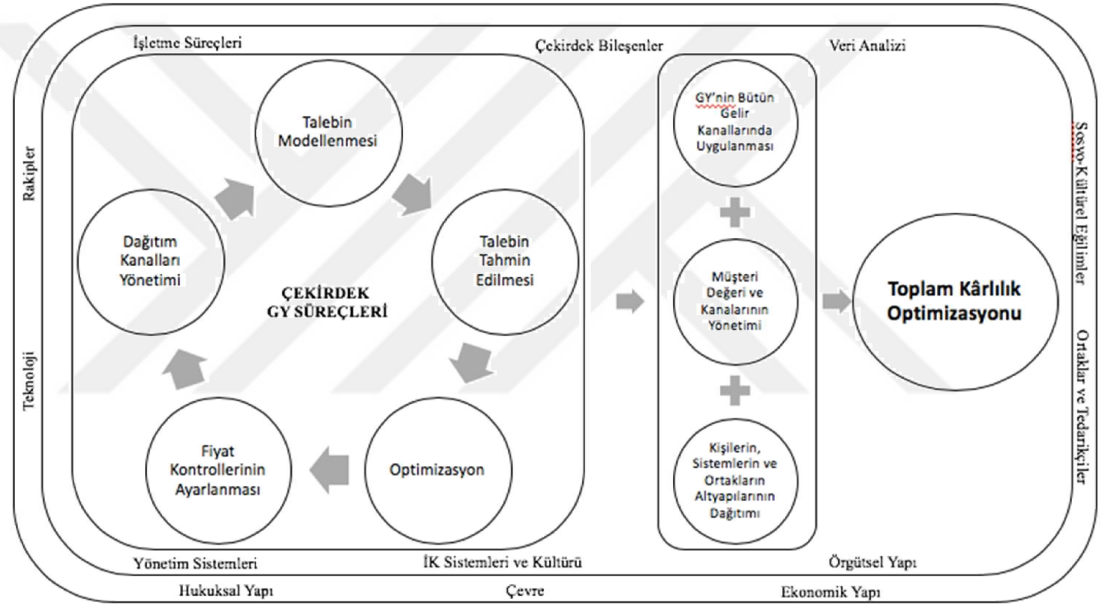 İşletme Süreçleri
Çekirdek Bileşenler
Veri Analizi
Rakipler
Teknoloji
Talebin
Modellenmesi
Dağıtım
Kanalları
Yönetimi
Talebin
Tahmin
Edilmesi
ÇEKİRDEK
GY SÜREÇLERİ
Fiyat
Kontrollerinin
Ayarlanması
Optimizasyon
GY'nin Bütün
Gelir
Kanallarında
Uygulanması
Müşteri
Değeri ve
Kanalarının
Yönetimi
Kişilerin,
Sistemlerin ve
Ortakların
Altyapılarının
Dağıtımı
Toplam Kârlılık
Optimizasyonu
Sosyo-Kültürel Eğilimler
Ortaklar ve Tedarikçiler
Yönetim Sistemleri
İK Sistemleri ve Kültürü
Örgütsel Yapı
Hukuksal Yapı
Çevre
Ekonomik Yapı